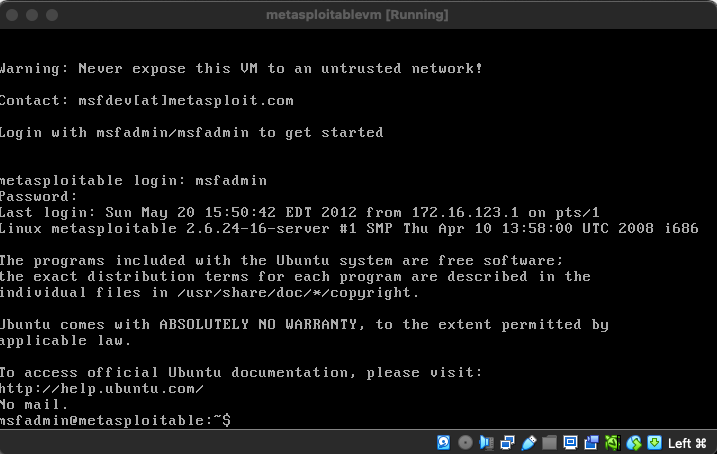 metasploitablevm [Running]
Warning: Never expose this VM to an untrusted network!
Contact: msfdev[at]metasploit.com
Login with msfadmin/msfadmin to get started
metasploitable login: msfadmin
Password:
Last login: Sun May 20 15:50:42 EDT 2012 from 172.16.123.1 on pts/1
Linux metasploitable 2.6.24-16-server #1 SMP Thu Apr 10 13:58:00 UTC 2008 i686
The programs included with the Ubuntu system are free software;
the exact distribution terms for each program are described in the
individual files in /usr/share/doc/*/copyright.
Ubuntu comes with ABSOLUTELY NO WARRANTY, to the extent permitted by
applicable law.
To access official Ubuntu documentation, please visit:
http://help.ubuntu.com/
No mail.
msfadmin@metasploitable:~$
Left ⌘